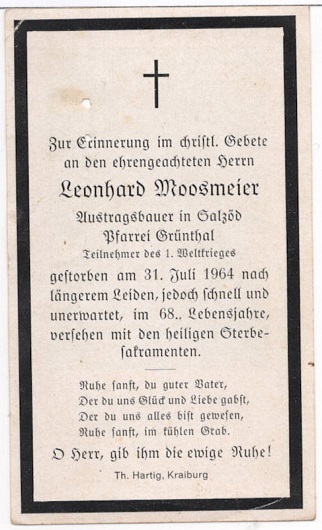 Zur Erinnerung im christl. Gebete
an den ehrengeachteten Herrn
Leonhard Moosmeier
Austragsbauer in Salzöd
Pfarrei Grünthal
Teilnehmer des 1. Weltkrieges
gestorben am 31. Juli 1964 nach
längerem Leiden, jedoch schnell und
unerwartet, im 68.. Lebensjahre,
versehen mit den heiligen Sterbe-
sakramenten.
Ruhe sanft, du guter Vater,
Der du uns Glück und Liebe gabst,
Der du uns alles bist gewesen,
Ruhe sanft, im kühlen Grab.
O Herr, gib ihm die ewige Ruhe!
Th. Hartig, Kraiburg